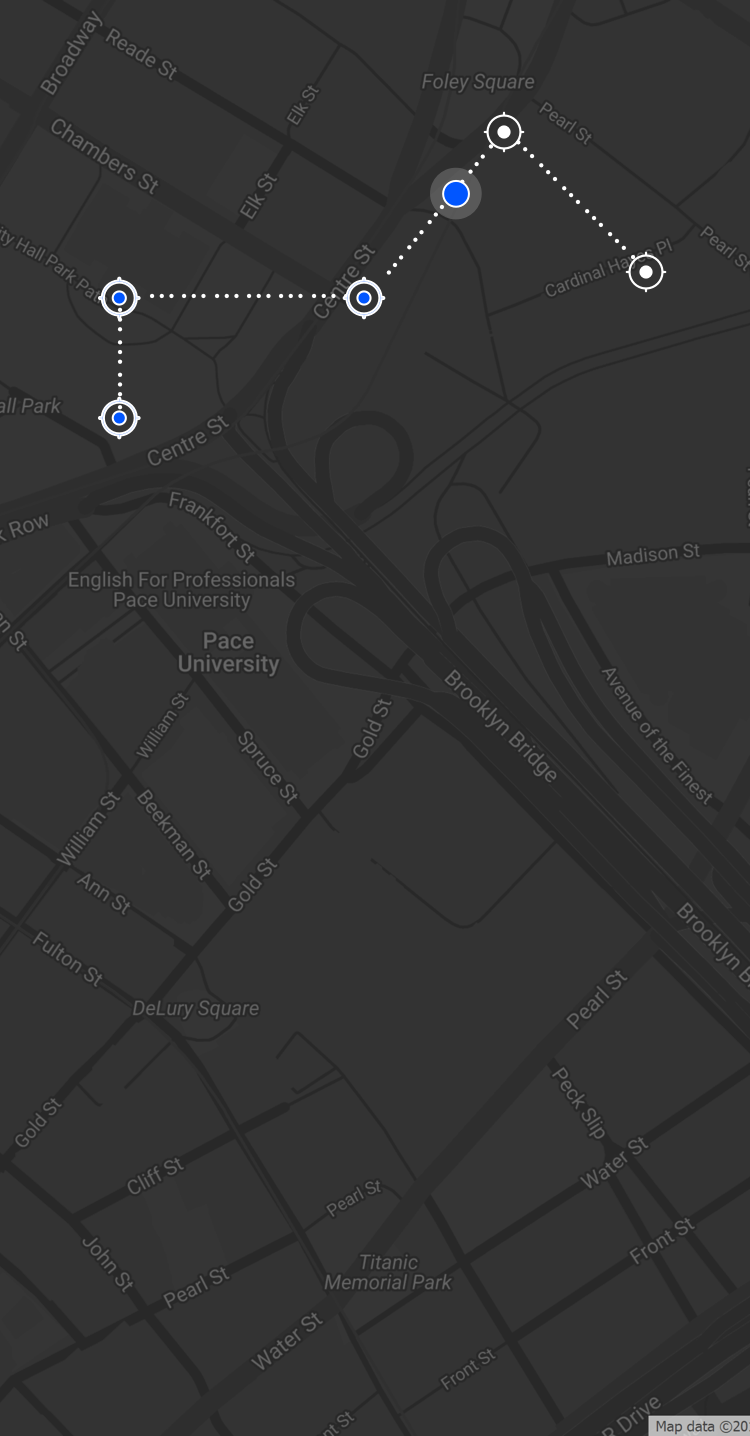 Broadway
Reade St
Foley Square
Elk St
Pearl St
Chambers St
Elk St
Pearl St
Centre St
Cardinal Hayes Pl
Centre St
Frankfort St
Madison St
English For Professionals
Pace University
Pace
University
Avenue of the Finest
Brooklyn Bridge
William St
Gold St
Spruce St
William St
Beekman St
Gold St
Ann St
Fulton St
Brooklyn B
DeLury Square
Pearl St
Peck Slip
Gold St
Cliff St
Water St
Pearl St
Front St
John St
Pearl St
Titanic
Memorial Park
Water St
Front St
Map data ©20